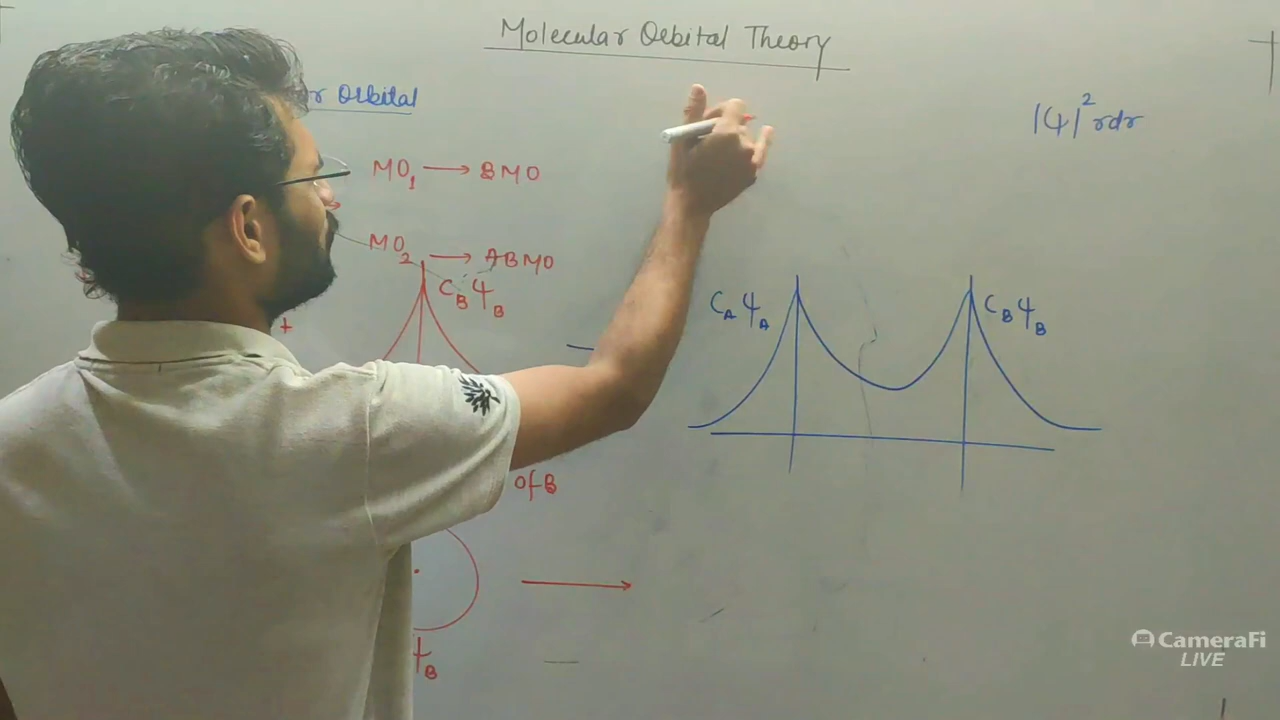 Molecular Orbital Theory
r Orbital
|ψ|² rdr
MO₁ → BMO
MO₂ → ABMO
C_B ψ_B
+
C_A ψ_A
C_B ψ_B
of B
B
CameraFi
LIVE